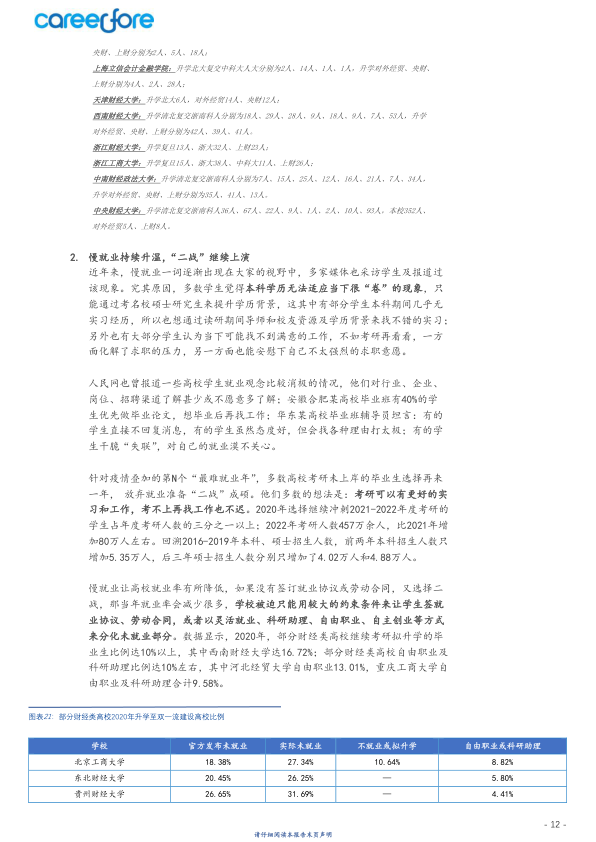 careerfore
央财、上财分别为2人、5人、18人；
上海立信会计金融学院：升学北大复交中科大人大分别为2人、14人、1人、1人，升学对外经贸、央财、
上财分别为4人、2人、28人；
天津财经大学：升学北大6人，对外经贸14人，央财12人；
西南财经大学：升学清北复交浙南科人分别为18人、29人、28人、9人、18人、9人、7人、53人，升学
对外经贸、央财、上财分别为42人、39人、41人。
浙江财经大学：升学复旦13人、浙大32人、上财23人；
浙江工商大学：升学复旦15人、浙大38人、中科大11人，上财26人；
中南财经政法大学：升学清北复交浙南科人分别为7人、15人、25人、12人、16人、21人、7人、34人，
升学对外经贸、央财、上财分别为35人、41人、13人。
中央财经大学：升学清北复交浙南科人36人、67人、22人、9人、1人、2人、10人、93人。本校352人，
对外经贸5人、上财8人。
2. 慢就业持续升温，“二战”继续上演
近年来，慢就业一词逐渐出现在大家的视野中，多家媒体也采访学生及报道过
该现象。究其原因，多数学生觉得本科学历无法适应当下很“卷”的现象，只
能通过考名校硕士研究生来提升学历背景，这其中有部分学生本科期间几乎无
实习经历，所以也想通过读研期间导师和校友资源及学历背景来找不错的实习；
另外也有大部分学生认为当下可能找不到满意的工作，不如考研再看看，一方
面化解了求职的压力，另一方面也能安慰下自己不太强烈的求职意愿。
人民网也曾报道一些高校学生就业观念比较消极的情况，他们对行业、企业、
岗位、招聘渠道了解甚少或不愿意多了解；安徽合肥某高校毕业班有40%的学
生优先做毕业论文，想毕业后再找工作；华东某高校毕业班辅导员坦言：有的
学生直接不回复消息，有的学生虽然态度好，但会找各种理由打太极；有的学
生干脆“失联”，对自己的就业漠不关心。
针对疫情叠加的第N个“最难就业年”，多数高校考研未上岸的毕业生选择再来
一年， 放弃就业准备“二战”成硕。他们多数的想法是：考研可以有更好的实
习和工作，考不上再找工作也不迟。2020年选择继续冲刺2021-2022年度考研的
学生占年度考研人数的三分之一以上；2022年考研人数457万余人，比2021年增
加80万人左右。回溯2016-2019年本科、硕士招生人数，前两年本科招生人数只
增加5.35万人，后三年硕士招生人数分别只增加了4.02万人和4.88万人。
慢就业让高校就业率有所降低，如果没有签订就业协议或劳动合同，又选择二
战，那当年就业率会减少很多，学校被迫只能用较大的约束条件来让学生签就
业协议、劳动合同，或者以灵活就业、科研助理、自由职业、自主创业等方式
来分化未就业部分。数据显示，2020年，部分财经类高校继续考研拟升学的毕
业生比例达10%以上，其中西南财经大学达16.72%；部分财经类高校自由职业及
科研助理比例达10%左右，其中河北经贸大学自由职业13.01%，重庆工商大学自
由职业及科研助理合计9.58%。
图表21：部分财经类高校2020年升学至双一流建设高校比例
学校 官方发布未就业 实际未就业 不就业或拟升学 自由职业或科研助理
北京工商大学 18.38% 27.34% 10.64% 8.82%
东北财经大学 20.45% 26.25% — 5.80%
贵州财经大学 26.65% 31.69% — 4.41%
- 12 -
请仔细阅读本报告末页声明